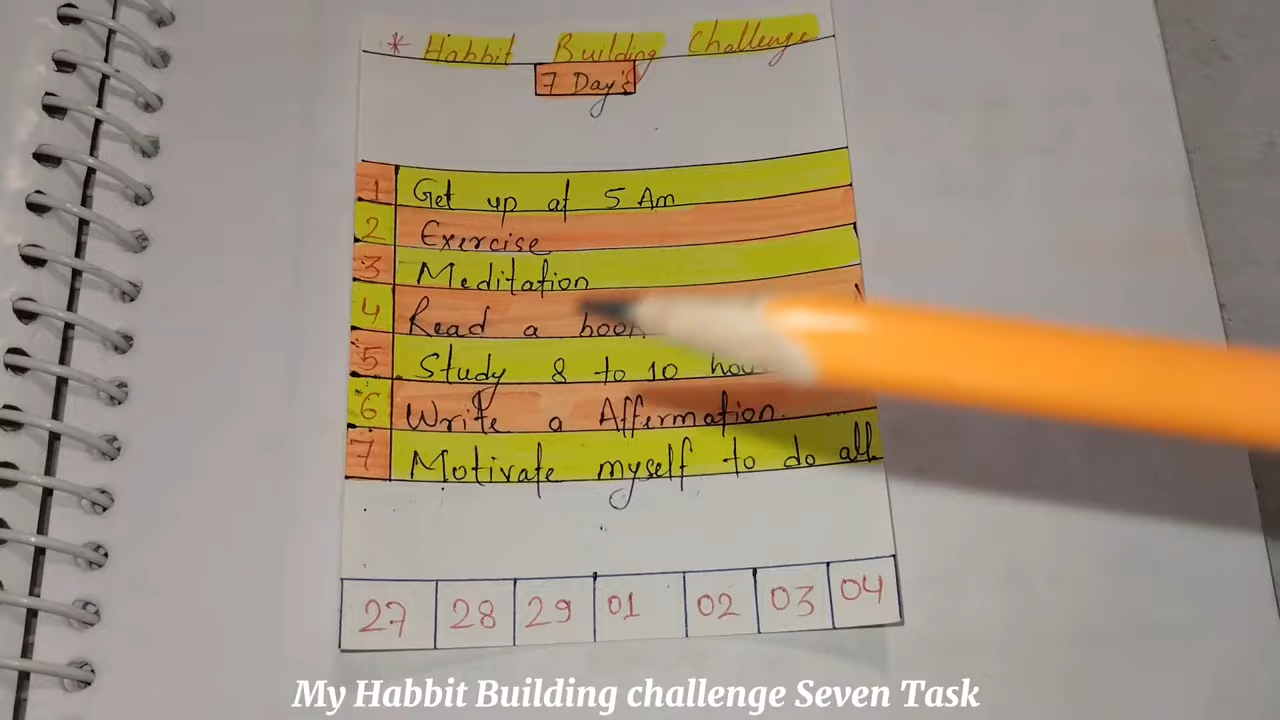 * Habbit Building Challenge
7 Day's
1 Get up at 5 Am
2 Exercise
3 Meditation
4 Read a book
5 Study 8 to 10
6 Write a Affermation.
7 Motivate myself to do all
27 28 29 01 02 03 04
My Habbit Building challenge Seven Task